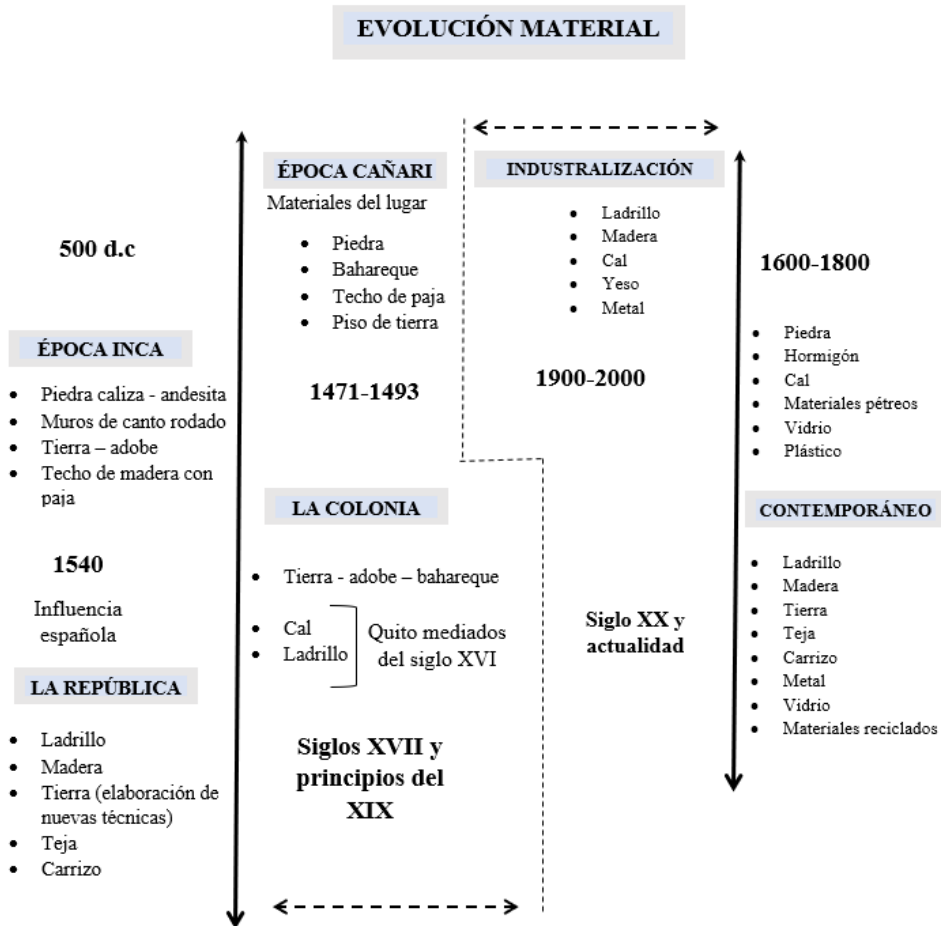 EVOLUCIÓN MATERIAL
500 d.c
ÉPOCA CAÑARI
Materiales del lugar
• Piedra
• Bahareque
• Techo de paja
• Piso de tierra
ÉPOCA INCA
• Piedra caliza - andesita
• Muros de canto rodado
• Tierra – adobe
• Techo de madera con
paja
1471-1493
1540
Influencia
española
LA COLONIA
• Tierra - adobe – bahareque
• Cal
• Ladrillo
Quito mediados
del siglo XVI
LA REPÚBLICA
• Ladrillo
• Madera
• Tierra (elaboración de
nuevas técnicas)
• Teja
• Carrizo
Siglos XVII y
principios del
XIX
INDUSTRALIZACIÓN
• Ladrillo
• Madera
• Cal
• Yeso
• Metal
1600-1800
• Piedra
• Hormigón
• Cal
• Materiales pétreos
• Vidrio
• Plástico
1900-2000
CONTEMPORÁNEO
• Ladrillo
• Madera
• Tierra
• Teja
• Carrizo
• Metal
• Vidrio
• Materiales reciclados
Siglo XX y
actualidad